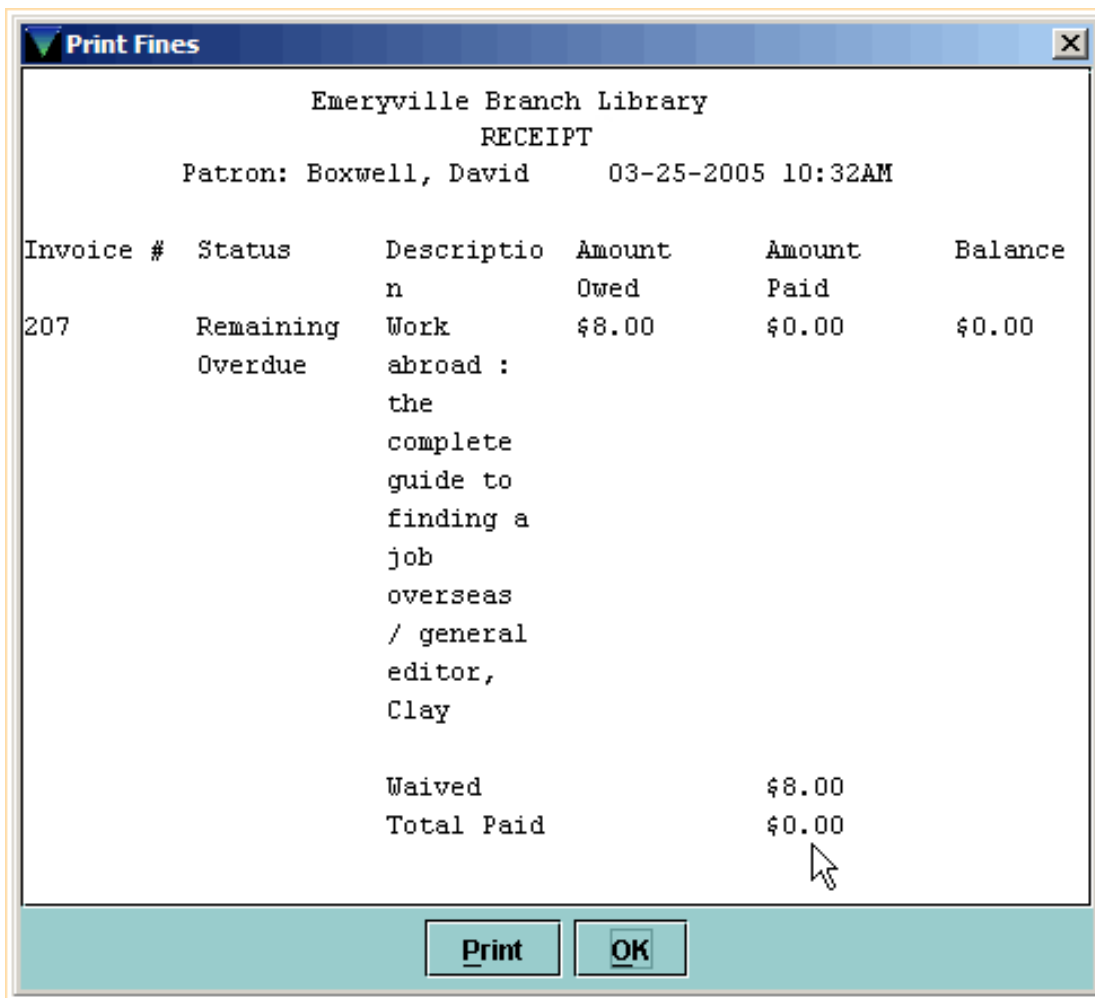 Print Fines
Emeryville Branch Library
RECEIPT
Patron: Boxwell, David 03-25-2005 10:32AM
Invoice # Status Descriptio Amount Amount Balance
n Owed Paid
207 Remaining Work $8.00 $0.00 $0.00
Overdue abroad :
the
complete
guide to
finding a
job
overseas
/ general
editor,
Clay
Waived $8.00
Total Paid $0.00
Print OK